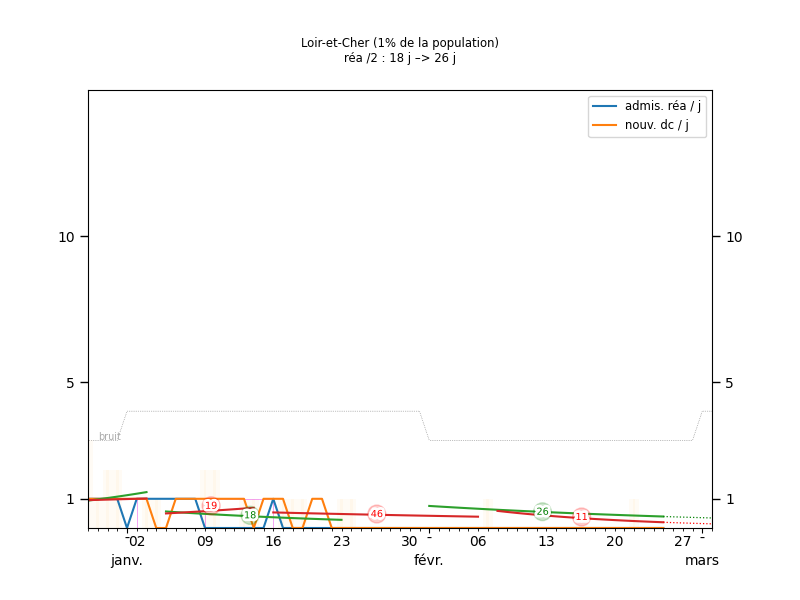 Loir-et-Cher (1% de la population)
réa /2 : 18 j –> 26 j
admis. réa / j
nouv. dc / j
10 10
5 5
bruit
1 1
19 18 46 26 11
02 09 16 23 30 06 13 20 27
janv. févr. mars